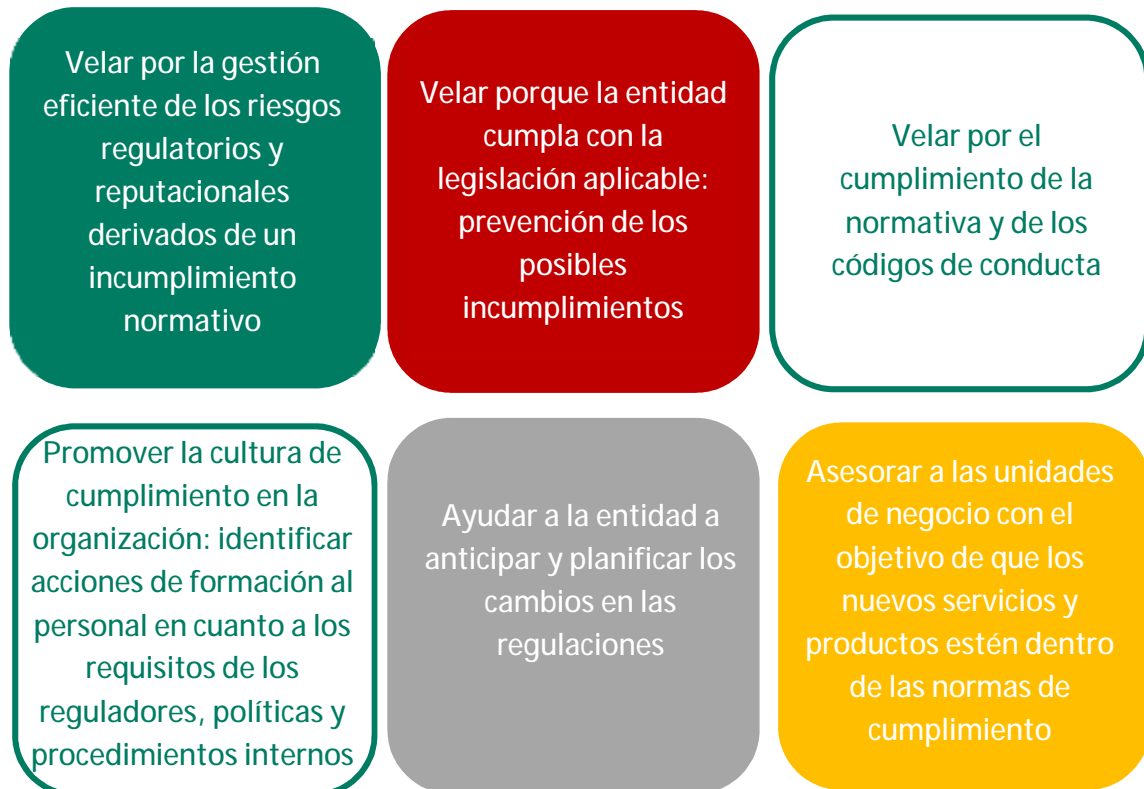 Velar por la gestión
eficiente de los riesgos
regulatorios y
reputacionales
derivados de un
incumplimiento
normativo
Velar porque la entidad
cumpla con la
legislación aplicable:
prevención de los
posibles
incumplimientos
Velar por el
cumplimiento de la
normativa y de los
códigos de conducta
Promover la cultura de
cumplimiento en la
organización: identificar
acciones de formación al
personal en cuanto a los
requisitos de los
reguladores, políticas y
procedimientos internos
Ayudar a la entidad a
anticipar y planificar los
cambios en las
regulaciones
Asesorar a las unidades
de negocio con el
objetivo de que los
nuevos servicios y
productos estén dentro
de las normas de
cumplimiento